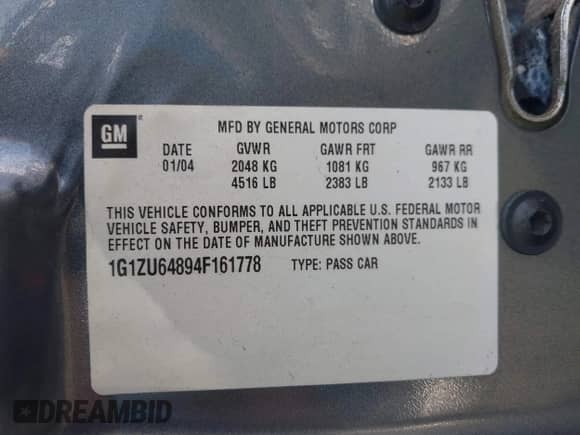 GM
MFD BY GENERAL MOTORS CORP
DATE GVWR GAWR FRT GAWR RR
01/04 2048 KG 1081 KG 967 KG
4516 LB 2383 LB 2133 LB
THIS VEHICLE CONFORMS TO ALL APPLICABLE U.S. FEDERAL MOTOR
VEHICLE SAFETY, BUMPER, AND THEFT PREVENTION STANDARDS IN
EFFECT ON THE DATE OF MANUFACTURE SHOWN ABOVE.
1G1ZU64894F161778 TYPE: PASS CAR
DREAMBID